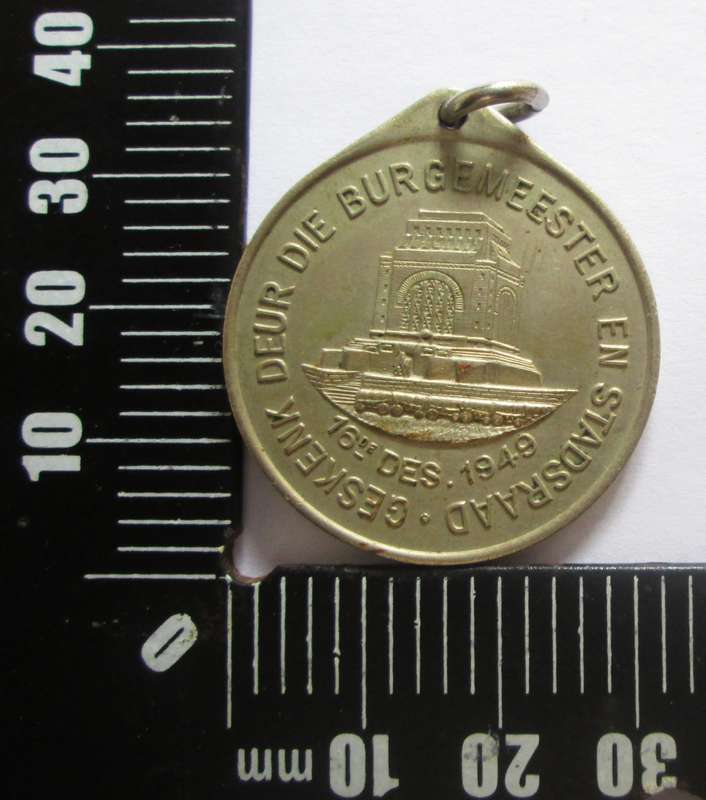 GESKENK DEUR DIE BURGEMEESTER EN STADSRAAD ·
16DE DES. 1949
40
30
20
10
0
mm 10 20 30